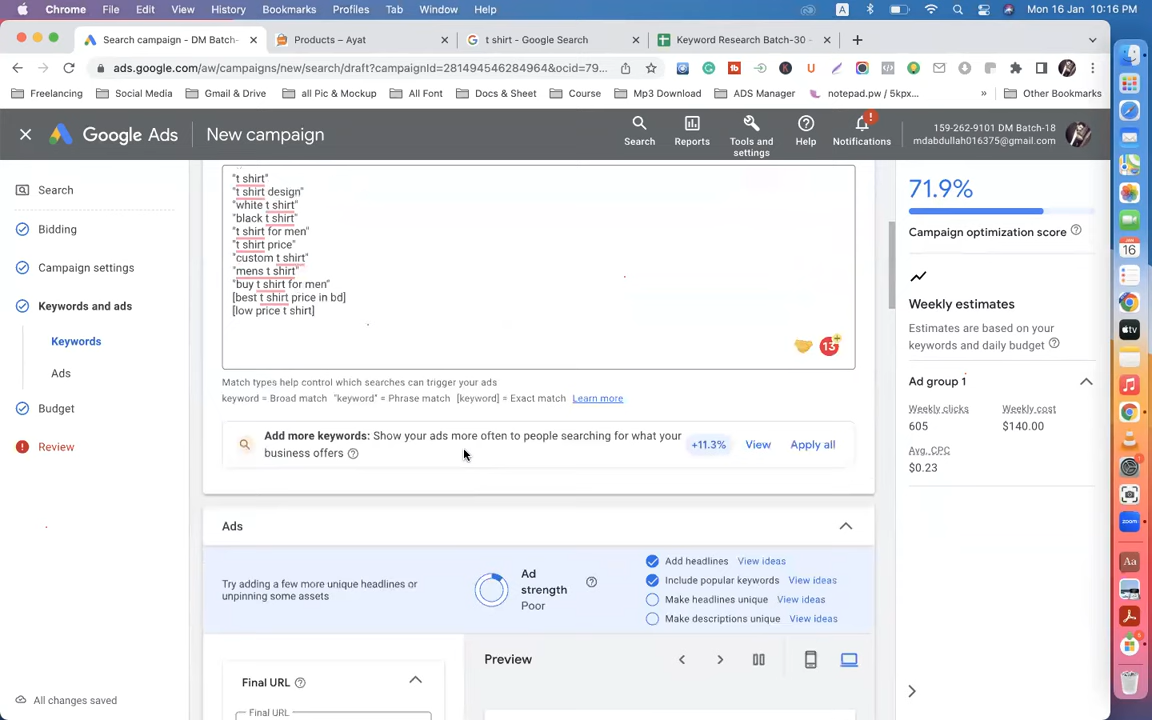 Chrome File Edit View History Bookmarks Profiles Tab Window Help A Mon 16 Jan 10:16 PM
Search campaign - DM Batch- Products – Ayat t shirt - Google Search Keyword Research Batch-30 -
ads.google.com/aw/campaigns/new/search/draft?campaignId=281494546284964&ocid=79...
Freelancing Social Media Gmail & Drive all Pic & Mockup All Font Docs & Sheet Course Mp3 Download ADS Manager notepad.pw / 5kpx... » Other Bookmarks
Google Ads New campaign
Search Reports Tools and settings Help Notifications
159-262-9101 DM Batch-18
mdabdullah016375@gmail.com
Search
Bidding
Campaign settings
Keywords and ads
Keywords
Ads
Budget
Review
All changes saved
"t shirt"
"t shirt design"
"white t shirt"
"black t shirt"
"t shirt for men"
"t shirt price"
"custom t shirt"
"mens t shirt"
"buy t shirt for men"
[best t shirt price in bd]
[low price t shirt]
13
Match types help control which searches can trigger your ads
keyword = Broad match "keyword" = Phrase match [keyword] = Exact match Learn more
Add more keywords: Show your ads more often to people searching for what your
business offers
+11.3% View Apply all
Ads
Try adding a few more unique headlines or
unpinning some assets
Ad
strength
Poor
Add headlines View ideas
Include popular keywords View ideas
Make headlines unique View ideas
Make descriptions unique View ideas
Final URL
Final URL
Preview
71.9%
Campaign optimization score
Weekly estimates
Estimates are based on your
keywords and daily budget
Ad group 1
Weekly clicks Weekly cost
605 $140.00
Avg. CPC
$0.23
16
Aa
zoom
tv